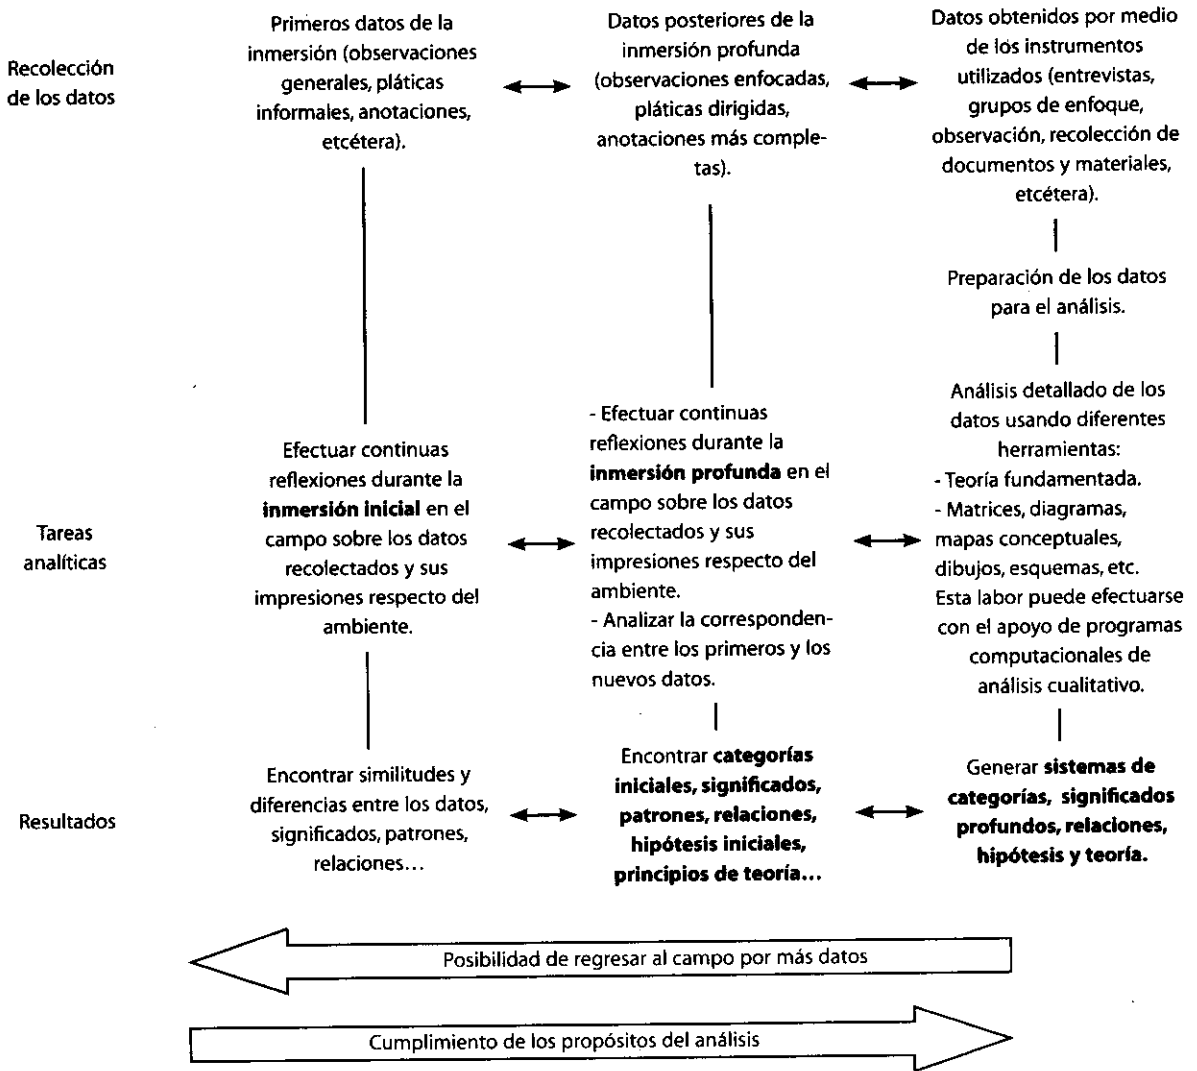 Recolección
de los datos
Primeros datos de la
inmersión (observaciones
generales, pláticas
informales, anotaciones,
etcétera).
Datos posteriores de la
inmersión profunda
(observaciones enfocadas,
pláticas dirigidas,
anotaciones más comple-
tas).
Datos obtenidos por medio
de los instrumentos
utilizados (entrevistas,
grupos de enfoque,
observación, recolección de
documentos y materiales,
etcétera).
Preparación de los datos
para el análisis.
Tareas
analíticas
Efectuar continuas
reflexiones durante la
inmersión inicial en el
campo sobre los datos
recolectados y sus
impresiones respecto del
ambiente.
- Efectuar continuas
reflexiones durante la
inmersión profunda en el
campo sobre los datos
recolectados y sus
impresiones respecto del
ambiente.
- Analizar la corresponden-
cia entre los primeros y los
nuevos datos.
Análisis detallado de los
datos usando diferentes
herramientas:
- Teoría fundamentada.
- Matrices, diagramas,
mapas conceptuales,
dibujos, esquemas, etc.
Esta labor puede efectuarse
con el apoyo de programas
computacionales de
análisis cualitativo.
Resultados
Encontrar similitudes y
diferencias entre los datos,
significados, patrones,
relaciones...
Encontrar categorías
iniciales, significados,
patrones, relaciones,
hipótesis iniciales,
principios de teoría...
Generar sistemas de
categorías, significados
profundos, relaciones,
hipótesis y teoría.
Posibilidad de regresar al campo por más datos
Cumplimiento de los propósitos del análisis